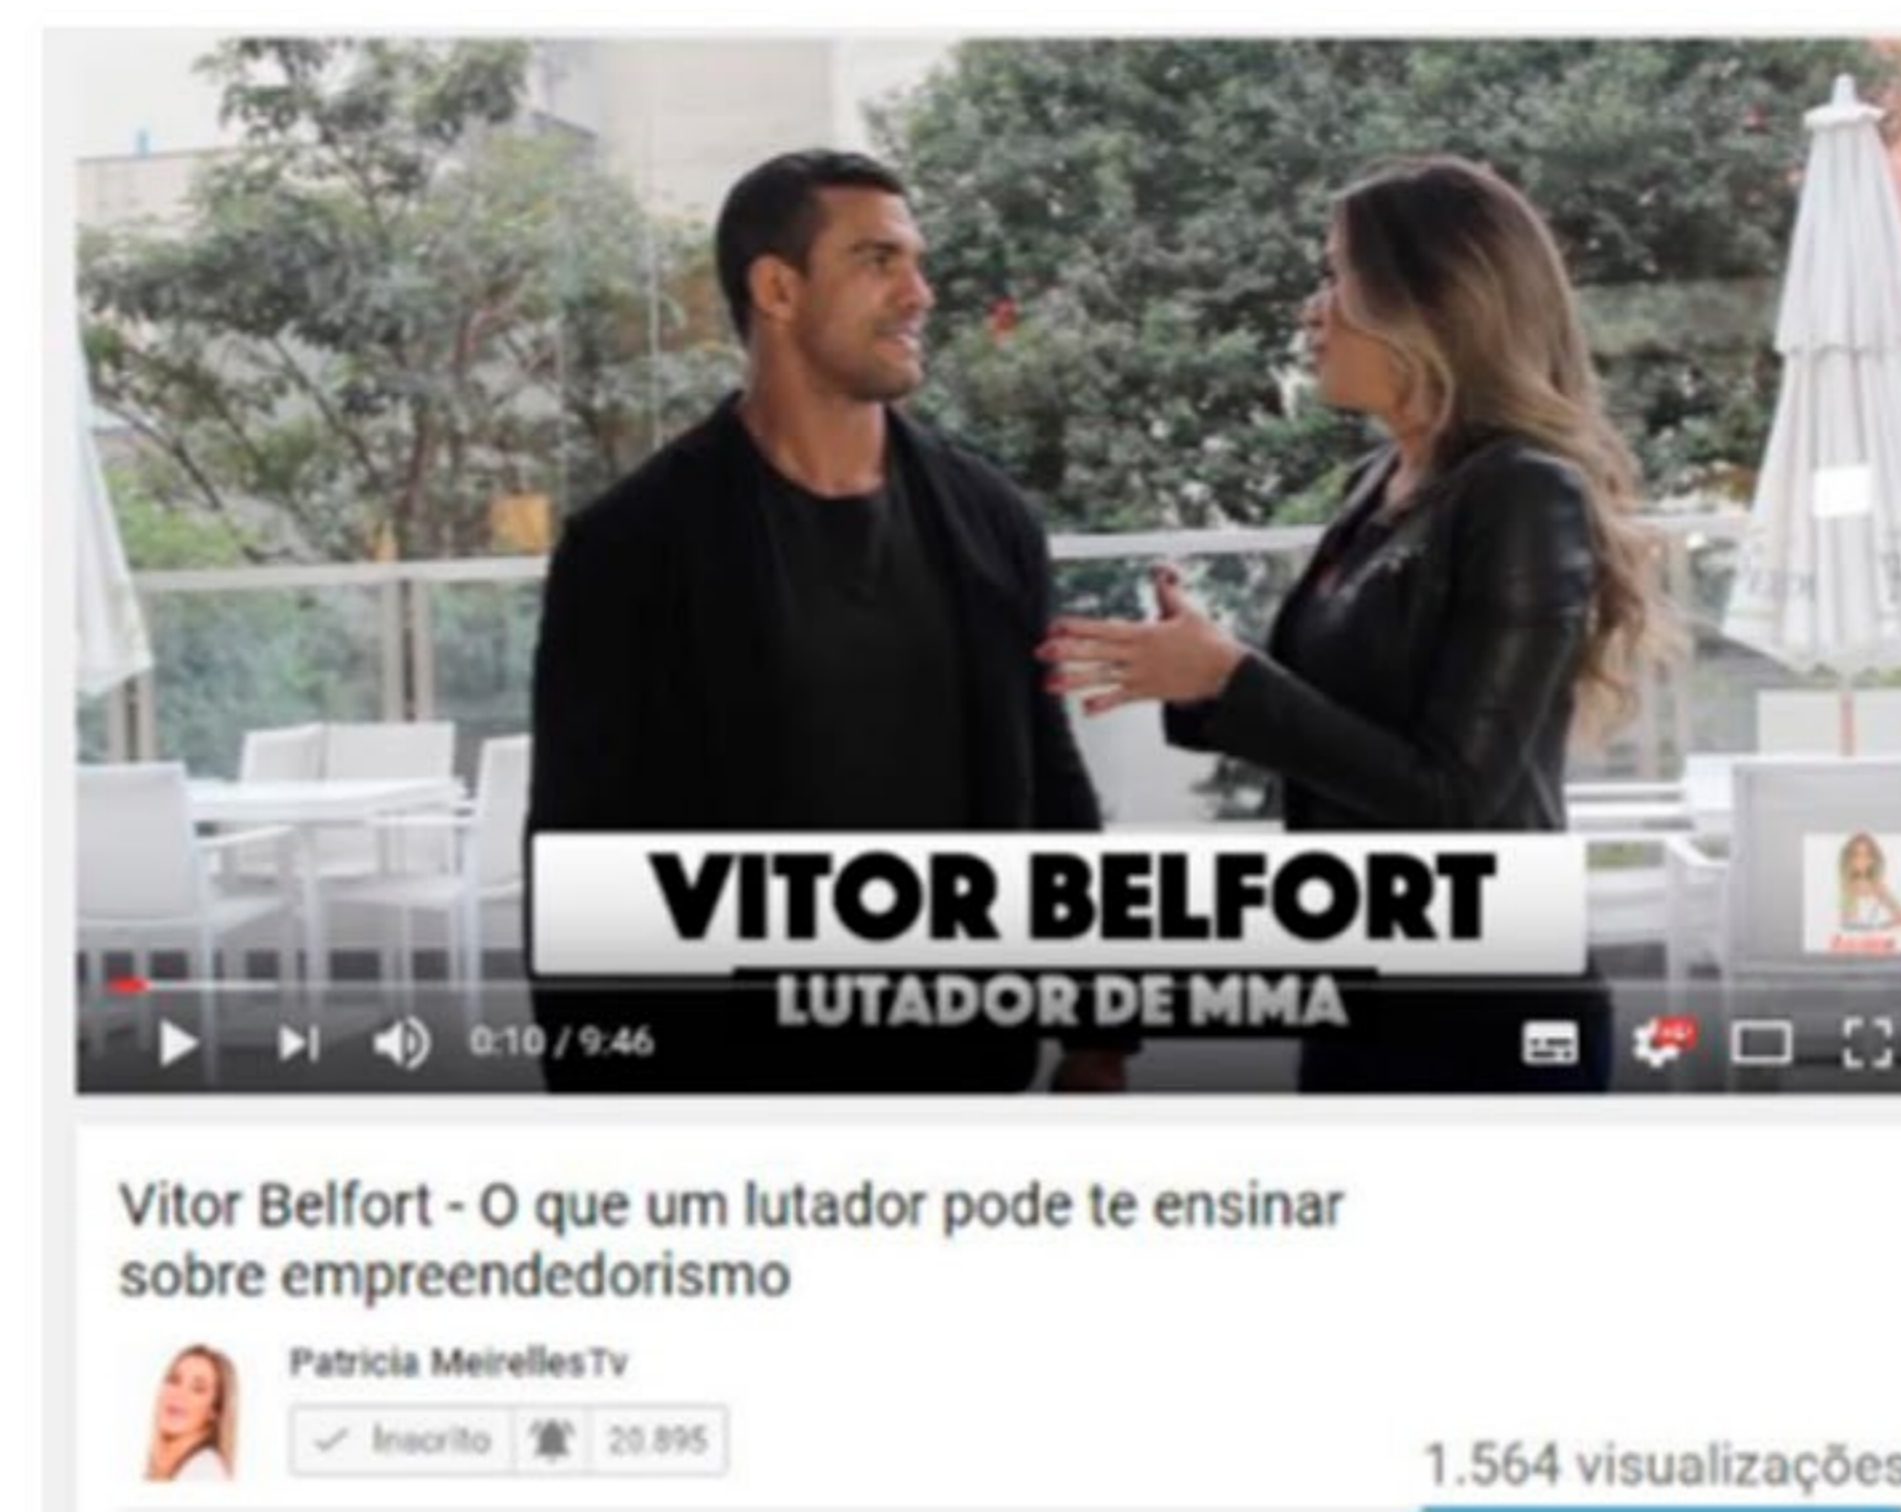 VITOR BELFORT
LUTADOR DE MMA
0:10 / 9:46
Vitor Belfort - O que um lutador pode te ensinar
sobre empreendedorismo
Patricia MeirellesTv
Inscrito 20.895
1.564 visualizações